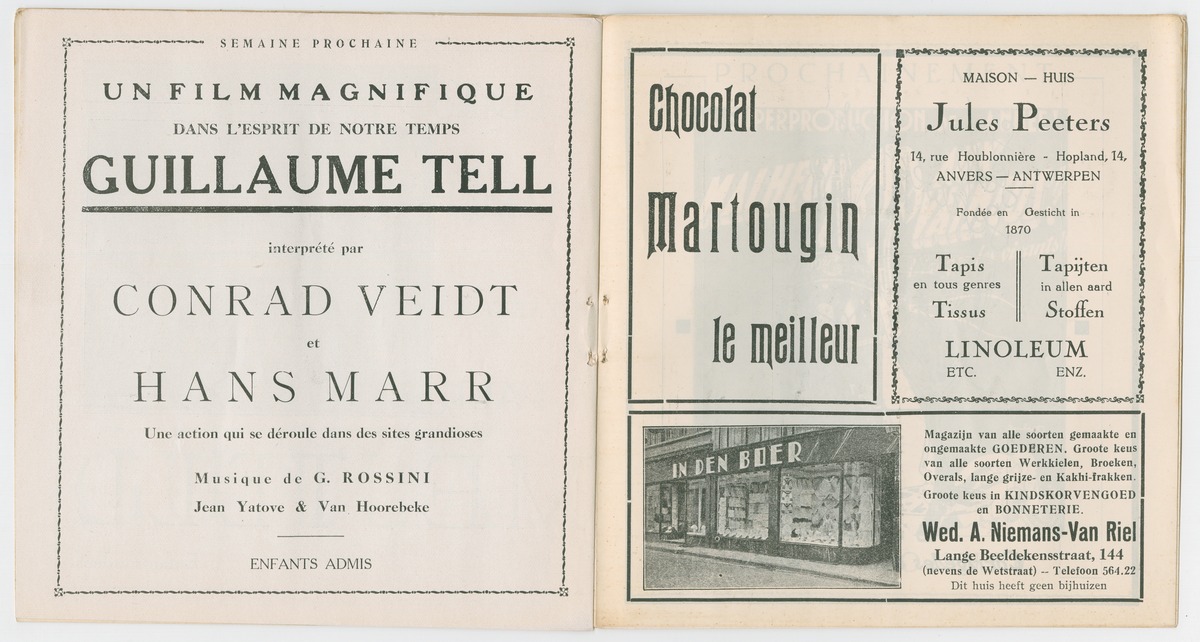 SEMAINE PROCHAINE
UN FILM MAGNIFIQUE
DANS L'ESPRIT DE NOTRE TEMPS
GUILLAUME TELL
interprété par
CONRAD VEIDT
et
HANS MARR
Une action qui se déroule dans des sites grandioses
Musique de G. ROSSINI
Jean Yatove & Van Hoorebeke
ENFANTS ADMIS
Chocolat
Martougin
le meilleur
MAISON — HUIS
Jules Peeters
14, rue Houblonnière - Hopland, 14,
ANVERS — ANTWERPEN
Fondée en Gesticht in
1870
Tapis
en tous genres
Tissus
Tapijten
in allen aard
Stoffen
LINOLEUM
ETC. ENZ.
IN DEN BOER
Magazijn van alle soorten gemaakte en
ongemaakte GOEDEREN. Groote keus
van alle soorten Werkkielen, Broeken,
Overals, lange grijze- en Kakhi-frakken.
Groote keus in KINDSKORVENGOED
en BONNETERIE.
Wed. A. Niemans-Van Riel
Lange Beeldekensstraat, 144
(nevens de Wetstraat) — Telefoon 564.22
Dit huis heeft geen bijhuizen